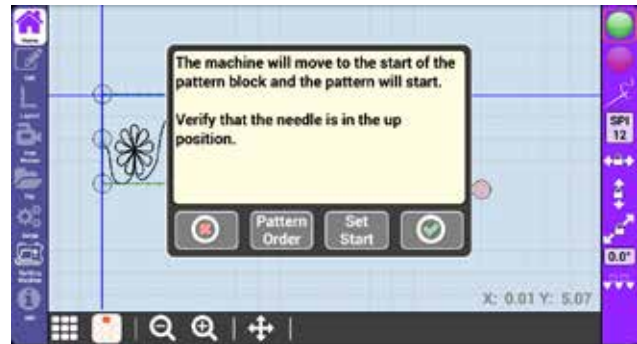 The machine will move to the start of the
pattern block and the pattern will start.
Verify that the needle is in the up
position.
Pattern
Order
Set
Start
SPI
12
0.0°
X: 0.01 Y: 5.07